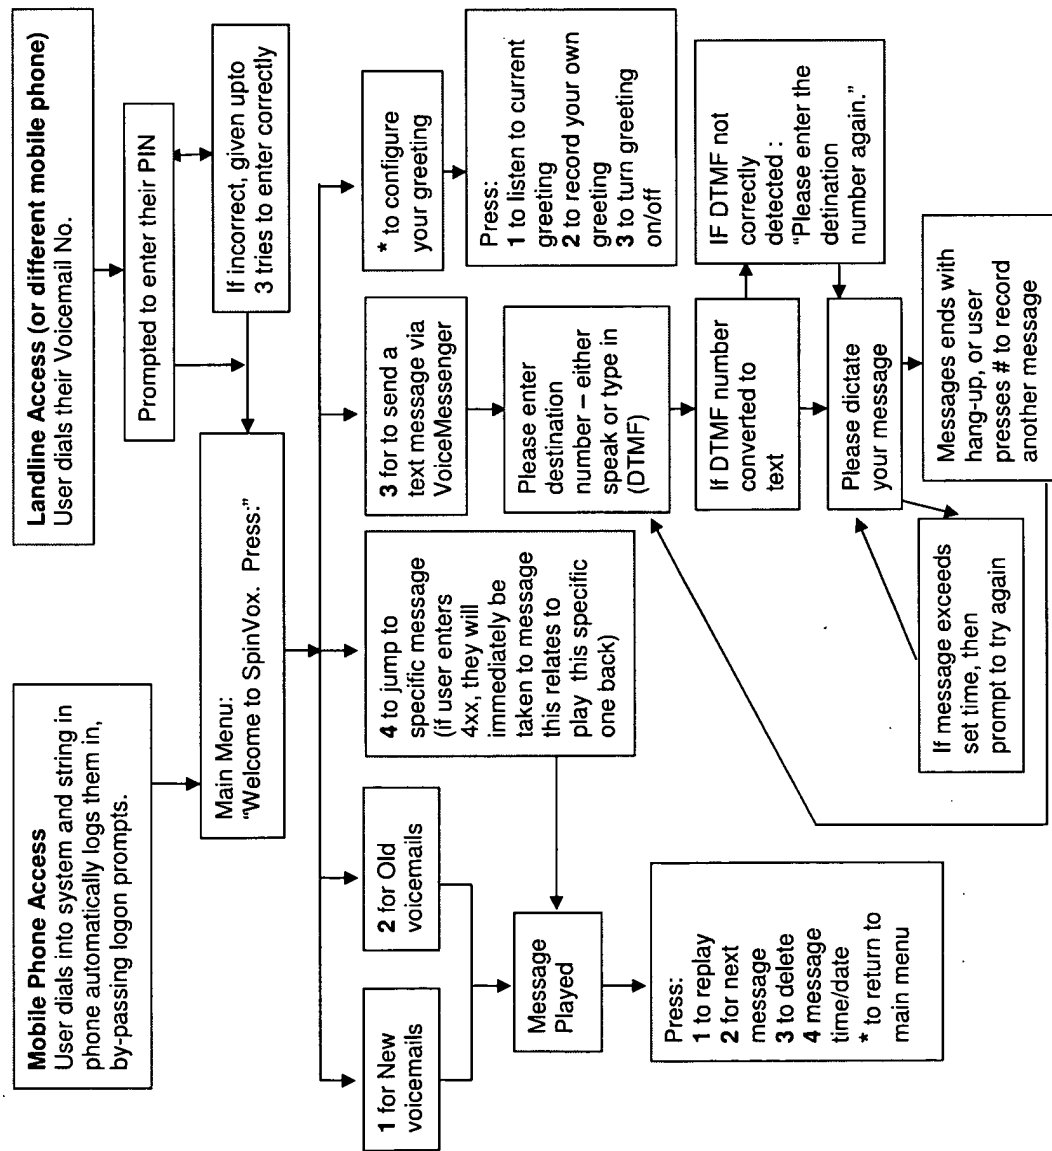 Mobile Phone Access
User dials into system and string in
phone automatically logs them in,
by-passing logon prompts.
Landline Access (or different mobile phone)
User dials their Voicemail No.
Prompted to enter their PIN
If incorrect, given upto
3 tries to enter correctly
Main Menu:
“Welcome to SpinVox. Press:”
1 for New
voicemails
2 for Old
voicemails
4 to jump to
specific message
(if user enters
4xx, they will
immediately be
taken to message
this relates to
play this specific
one back)
3 for to send a
text message via
VoiceMessenger
* to configure
your greeting
Message
Played
Press:
1 to replay
2 for next
message
3 to delete
4 message
time/date
* to return to
main menu
Please enter
destination
number – either
speak or type in
(DTMF)
Press:
1 to listen to current
greeting
2 to record your own
greeting
3 to turn greeting
on/off
If DTMF number
converted to
text
IF DTMF not
correctly
detected :
“Please enter the
detination
number again.”
Please dictate
your message
If message exceeds
set time, then
prompt to try again
Messages ends with
hang-up, or user
presses # to record
another message